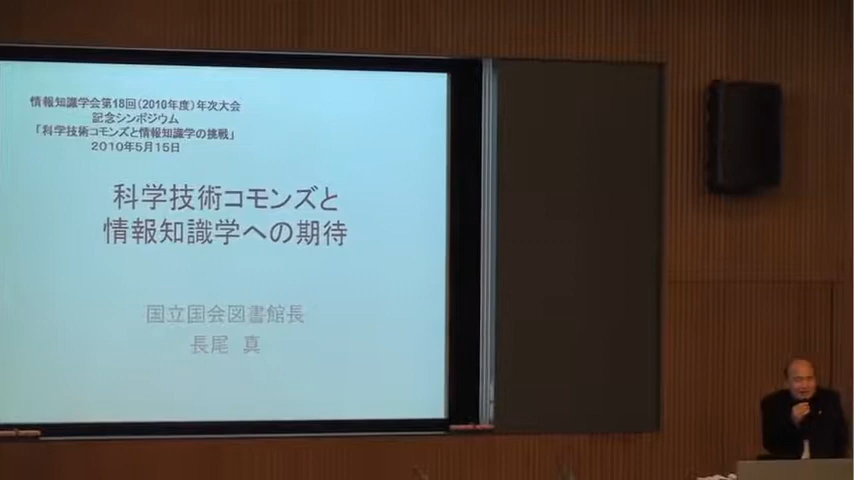 情報知識学会第18回(2010年度)年次大会
記念シンポジウム
「科学技術コモンズと情報知識学の挑戦」
2010年5月15日
科学技術コモンズと
情報知識学への期待
国立国会図書館長
長尾 真